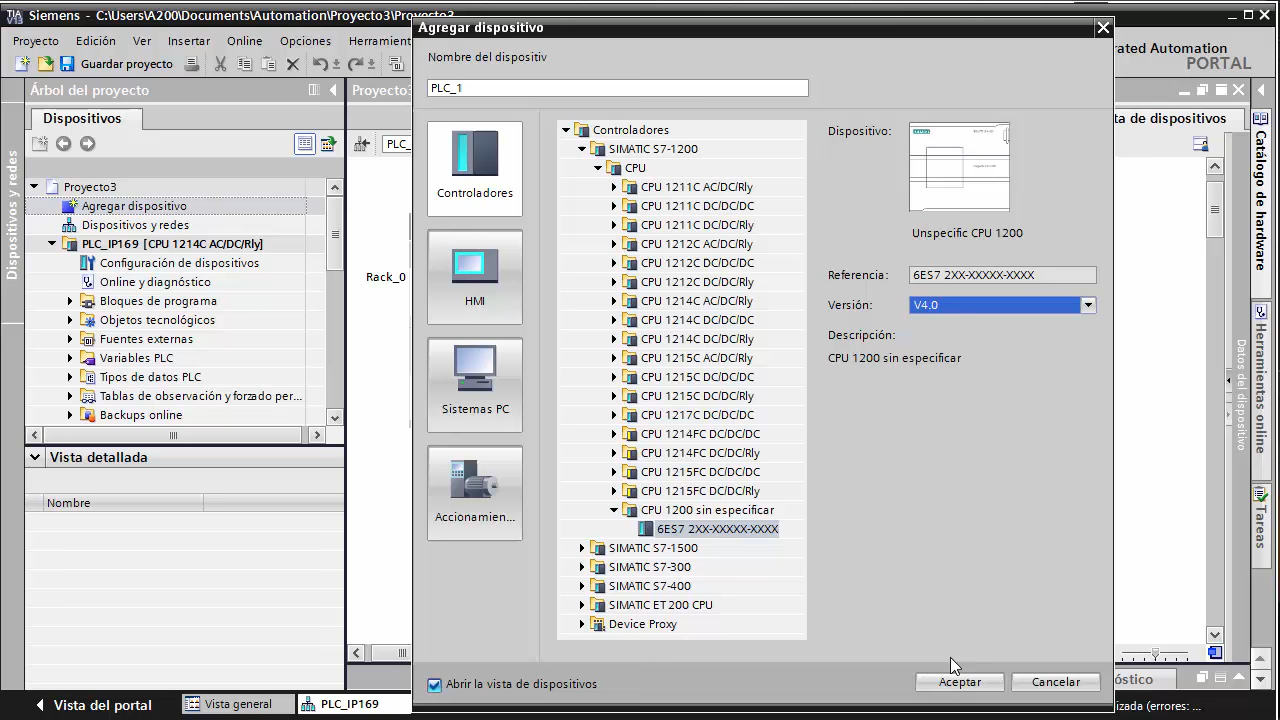 Siemens - C:\Users\A200\Documents\Automation\Proyecto3\Proyecto3
Proyecto Edición Ver Insertar Online Opciones Herramient
Guardar proyecto
rated Automation
PORTAL
Árbol del proyecto
Proyecto3
Dispositivos
ta de dispositivos
PLC_
Dispositivos y redes
Proyecto3
Agregar dispositivo
Dispositivos y redes
PLC_IP169 [CPU 1214C AC/DC/Rly]
Configuración de dispositivos
Online y diagnóstico
Bloques de programa
Objetos tecnológicos
Fuentes externas
Variables PLC
Tipos de datos PLC
Tablas de observación y forzado per...
Backups online
Rack_0
Vista detallada
Nombre
Agregar dispositivo
Nombre del dispositiv
PLC_1
Controladores
HMI
Sistemas PC
Accionamien...
Controladores
SIMATIC S7-1200
CPU
CPU 1211C AC/DC/Rly
CPU 1211C DC/DC/DC
CPU 1211C DC/DC/Rly
CPU 1212C AC/DC/Rly
CPU 1212C DC/DC/DC
CPU 1212C DC/DC/Rly
CPU 1214C AC/DC/Rly
CPU 1214C DC/DC/DC
CPU 1214C DC/DC/Rly
CPU 1215C AC/DC/Rly
CPU 1215C DC/DC/DC
CPU 1215C DC/DC/Rly
CPU 1217C DC/DC/DC
CPU 1214FC DC/DC/DC
CPU 1214FC DC/DC/Rly
CPU 1215FC DC/DC/DC
CPU 1215FC DC/DC/Rly
CPU 1200 sin especificar
6ES7 2XX-XXXXX-XXXX
SIMATIC S7-1500
SIMATIC S7-300
SIMATIC S7-400
SIMATIC ET 200 CPU
Device Proxy
Dispositivo:
Unspecific CPU 1200
Referencia: 6ES7 2XX-XXXXX-XXXX
Versión: V4.0
Descripción:
CPU 1200 sin especificar
Abrir la vista de dispositivos
Aceptar
Cancelar
Datos del dispositivo
Catálogo de hardware
Herramientas online
Tareas
óstico
Vista del portal
Vista general
PLC_IP169
izada (errores: ...